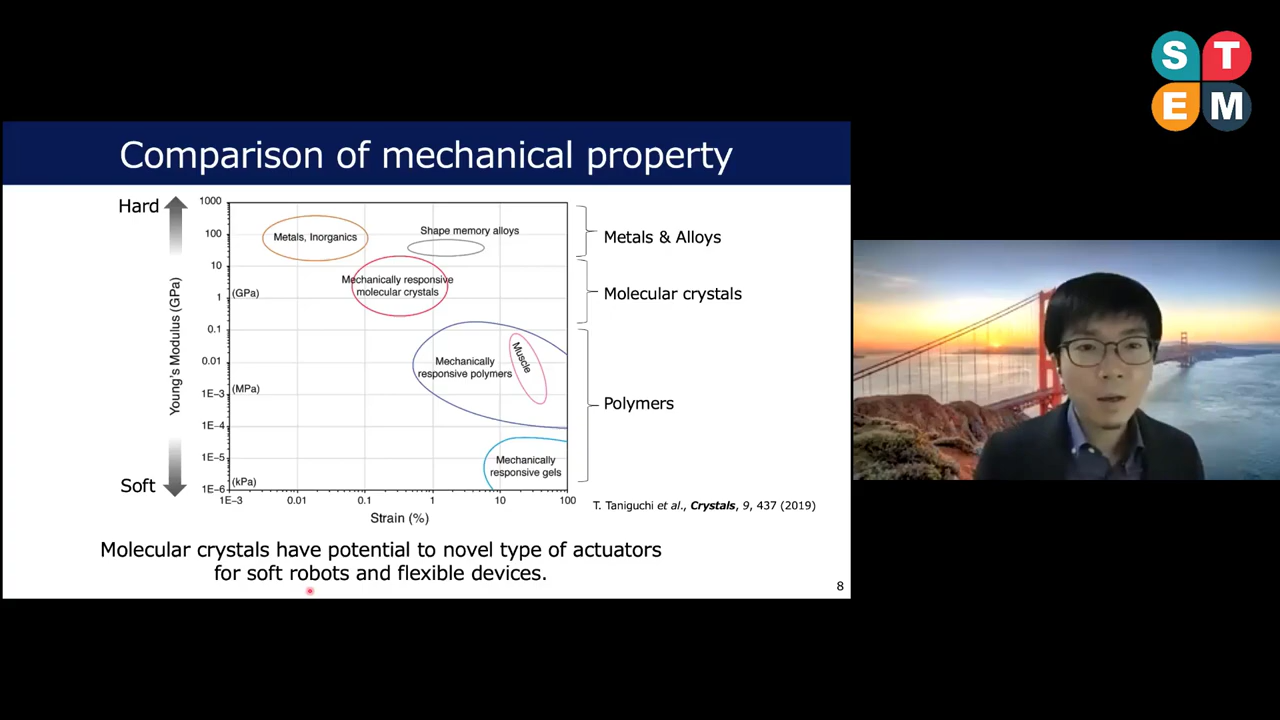 S T
E M
Comparison of mechanical property
Hard
Soft
Young's Modulus (GPa)
1000
100
10
1
0.1
0.01
1E−3
1E−4
1E−5
1E−6
(GPa)
(MPa)
(kPa)
Metals, Inorganics
Shape memory alloys
Mechanically responsive
molecular crystals
Mechanically
responsive polymers
Muscle
Mechanically
responsive gels
1E−3
0.01
0.1
1
10
100
Strain (%)
Metals & Alloys
Molecular crystals
Polymers
T. Taniguchi et al., Crystals, 9, 437 (2019)
Molecular crystals have potential to novel type of actuators
for soft robots and flexible devices.
8